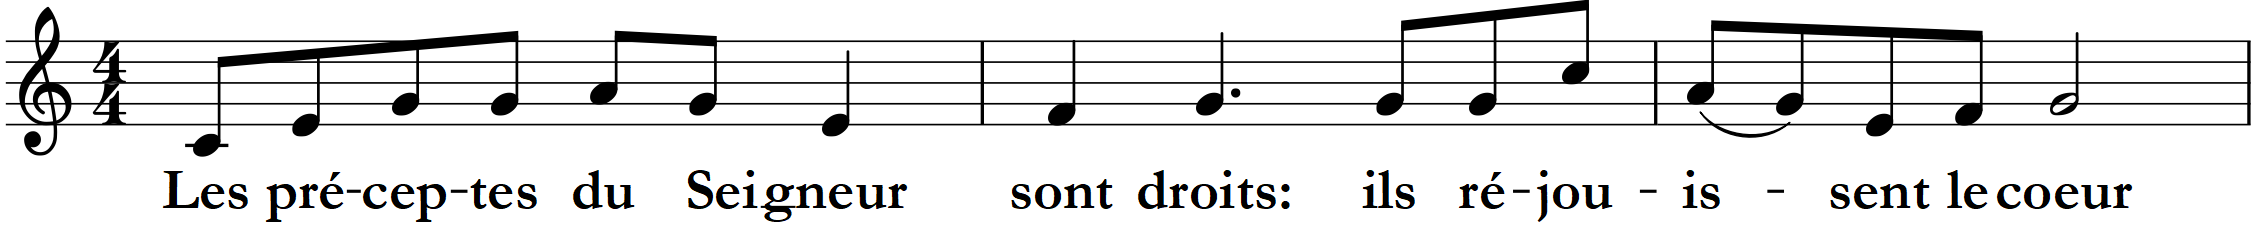 Les pré-cep-tes du Seigneur sont droits: ils ré-jou - is - sent le coeur